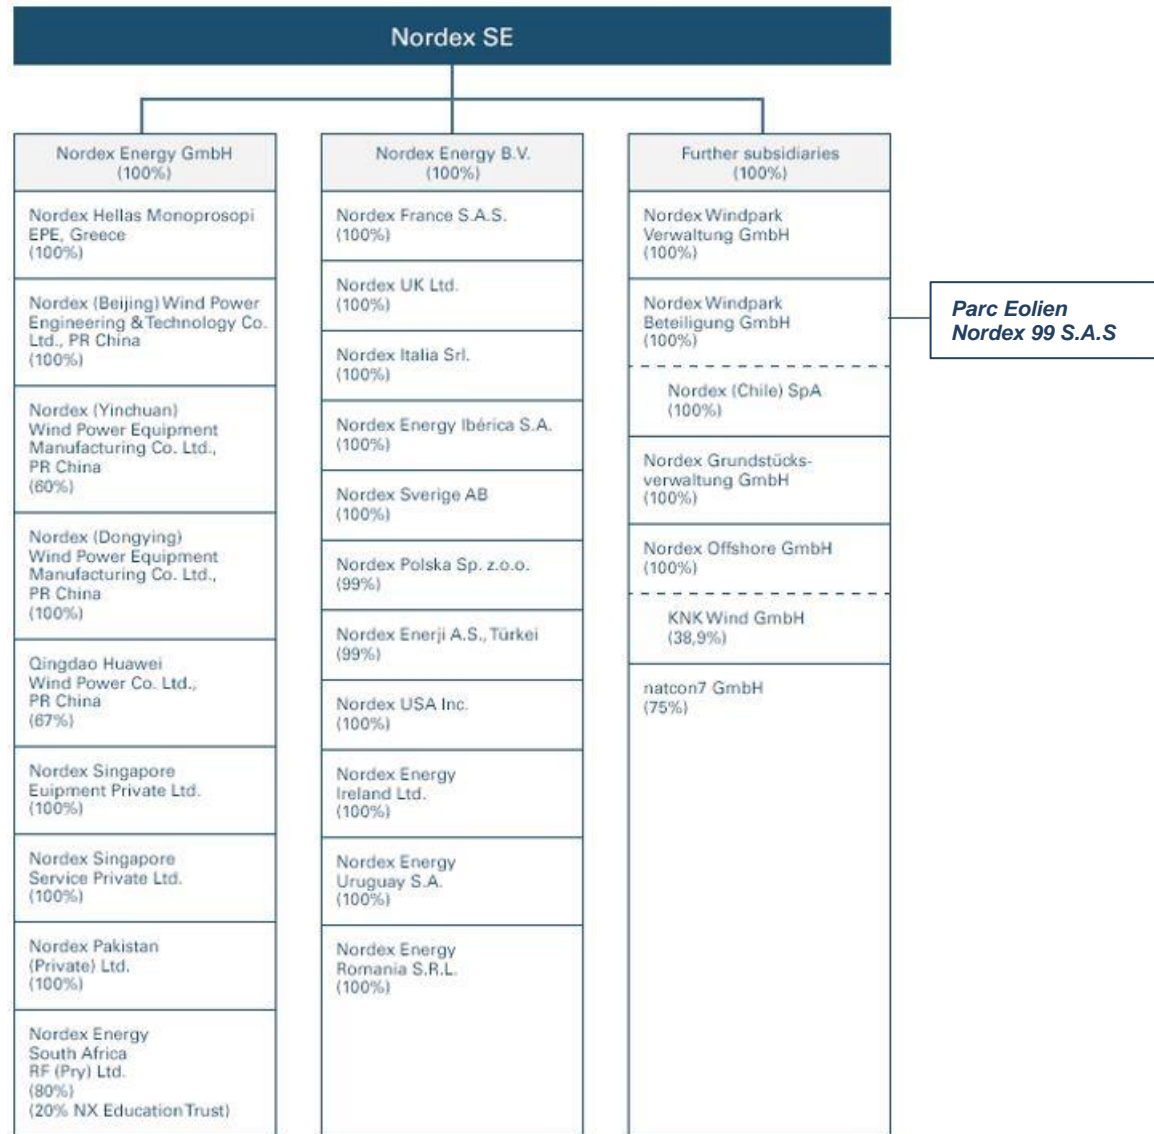 Nordex SE
Nordex Energy GmbH
(100%)
Nordex Hellas Monoprosopi
EPE, Greece
(100%)
Nordex (Beijing) Wind Power
Engineering & Technology Co.
Ltd., PR China
(100%)
Nordex (Yinchuan)
Wind Power Equipment
Manufacturing Co. Ltd.,
PR China
(60%)
Nordex (Dongying)
Wind Power Equipment
Manufacturing Co. Ltd.,
PR China
(100%)
Qingdao Huawei
Wind Power Co. Ltd.,
PR China
(67%)
Nordex Singapore
Euipment Private Ltd.
(100%)
Nordex Singapore
Service Private Ltd.
(100%)
Nordex Pakistan
(Private) Ltd.
(100%)
Nordex Energy
South Africa
RF (Pry) Ltd.
(80%)
(20% NX Education Trust)
Nordex Energy B.V.
(100%)
Nordex France S.A.S.
(100%)
Nordex UK Ltd.
(100%)
Nordex Italia Srl.
(100%)
Nordex Energy Ibérica S.A.
(100%)
Nordex Sverige AB
(100%)
Nordex Polska Sp. z.o.o.
(99%)
Nordex Enerji A.S., Türkei
(99%)
Nordex USA Inc.
(100%)
Nordex Energy
Ireland Ltd.
(100%)
Nordex Energy
Uruguay S.A.
(100%)
Nordex Energy
Romania S.R.L.
(100%)
Further subsidiaries
(100%)
Nordex Windpark
Verwaltung GmbH
(100%)
Nordex Windpark
Beteiligung GmbH
(100%)
Nordex (Chile) SpA
(100%)
Nordex Grundstücks-
verwaltung GmbH
(100%)
Nordex Offshore GmbH
(100%)
KNK Wind GmbH
(38,9%)
natcon7 GmbH
(75%)
Parc Eolien
Nordex 99 S.A.S